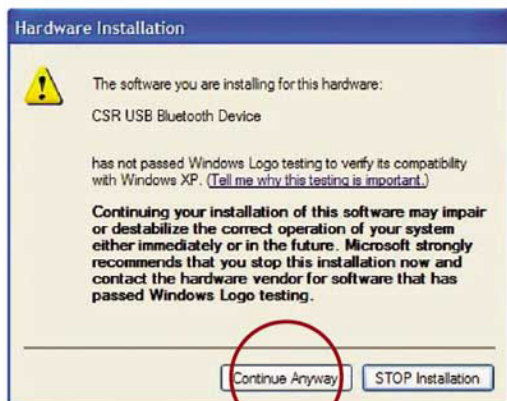 Hardware Installation
The software you are installing for this hardware:
CSR USB Bluetooth Device
has not passed Windows Logo testing to verify its compatibility
with Windows XP. (Tell me why this testing is important.)
Continuing your installation of this software may impair
or destabilize the correct operation of your system
either immediately or in the future. Microsoft strongly
recommends that you stop this installation now and
contact the hardware vendor for software that has
passed Windows Logo testing.
Continue Anyway
STOP Installation